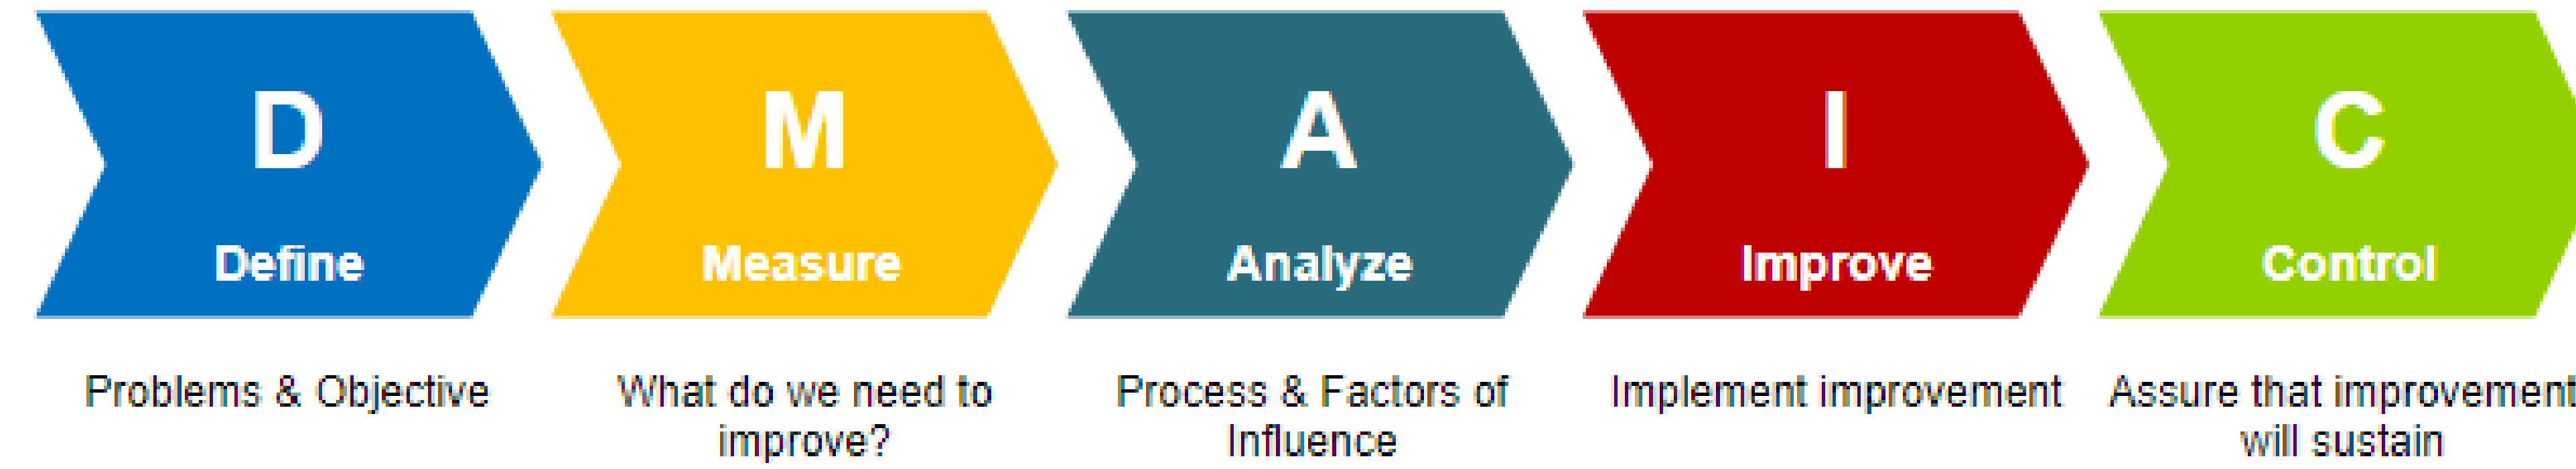 D
Define
Problems & Objective
M
Measure
What do we need to
improve?
A
Analyze
Process & Factors of
Influence
I
Improve
Implement improvement
C
Control
Assure that improvement
will sustain